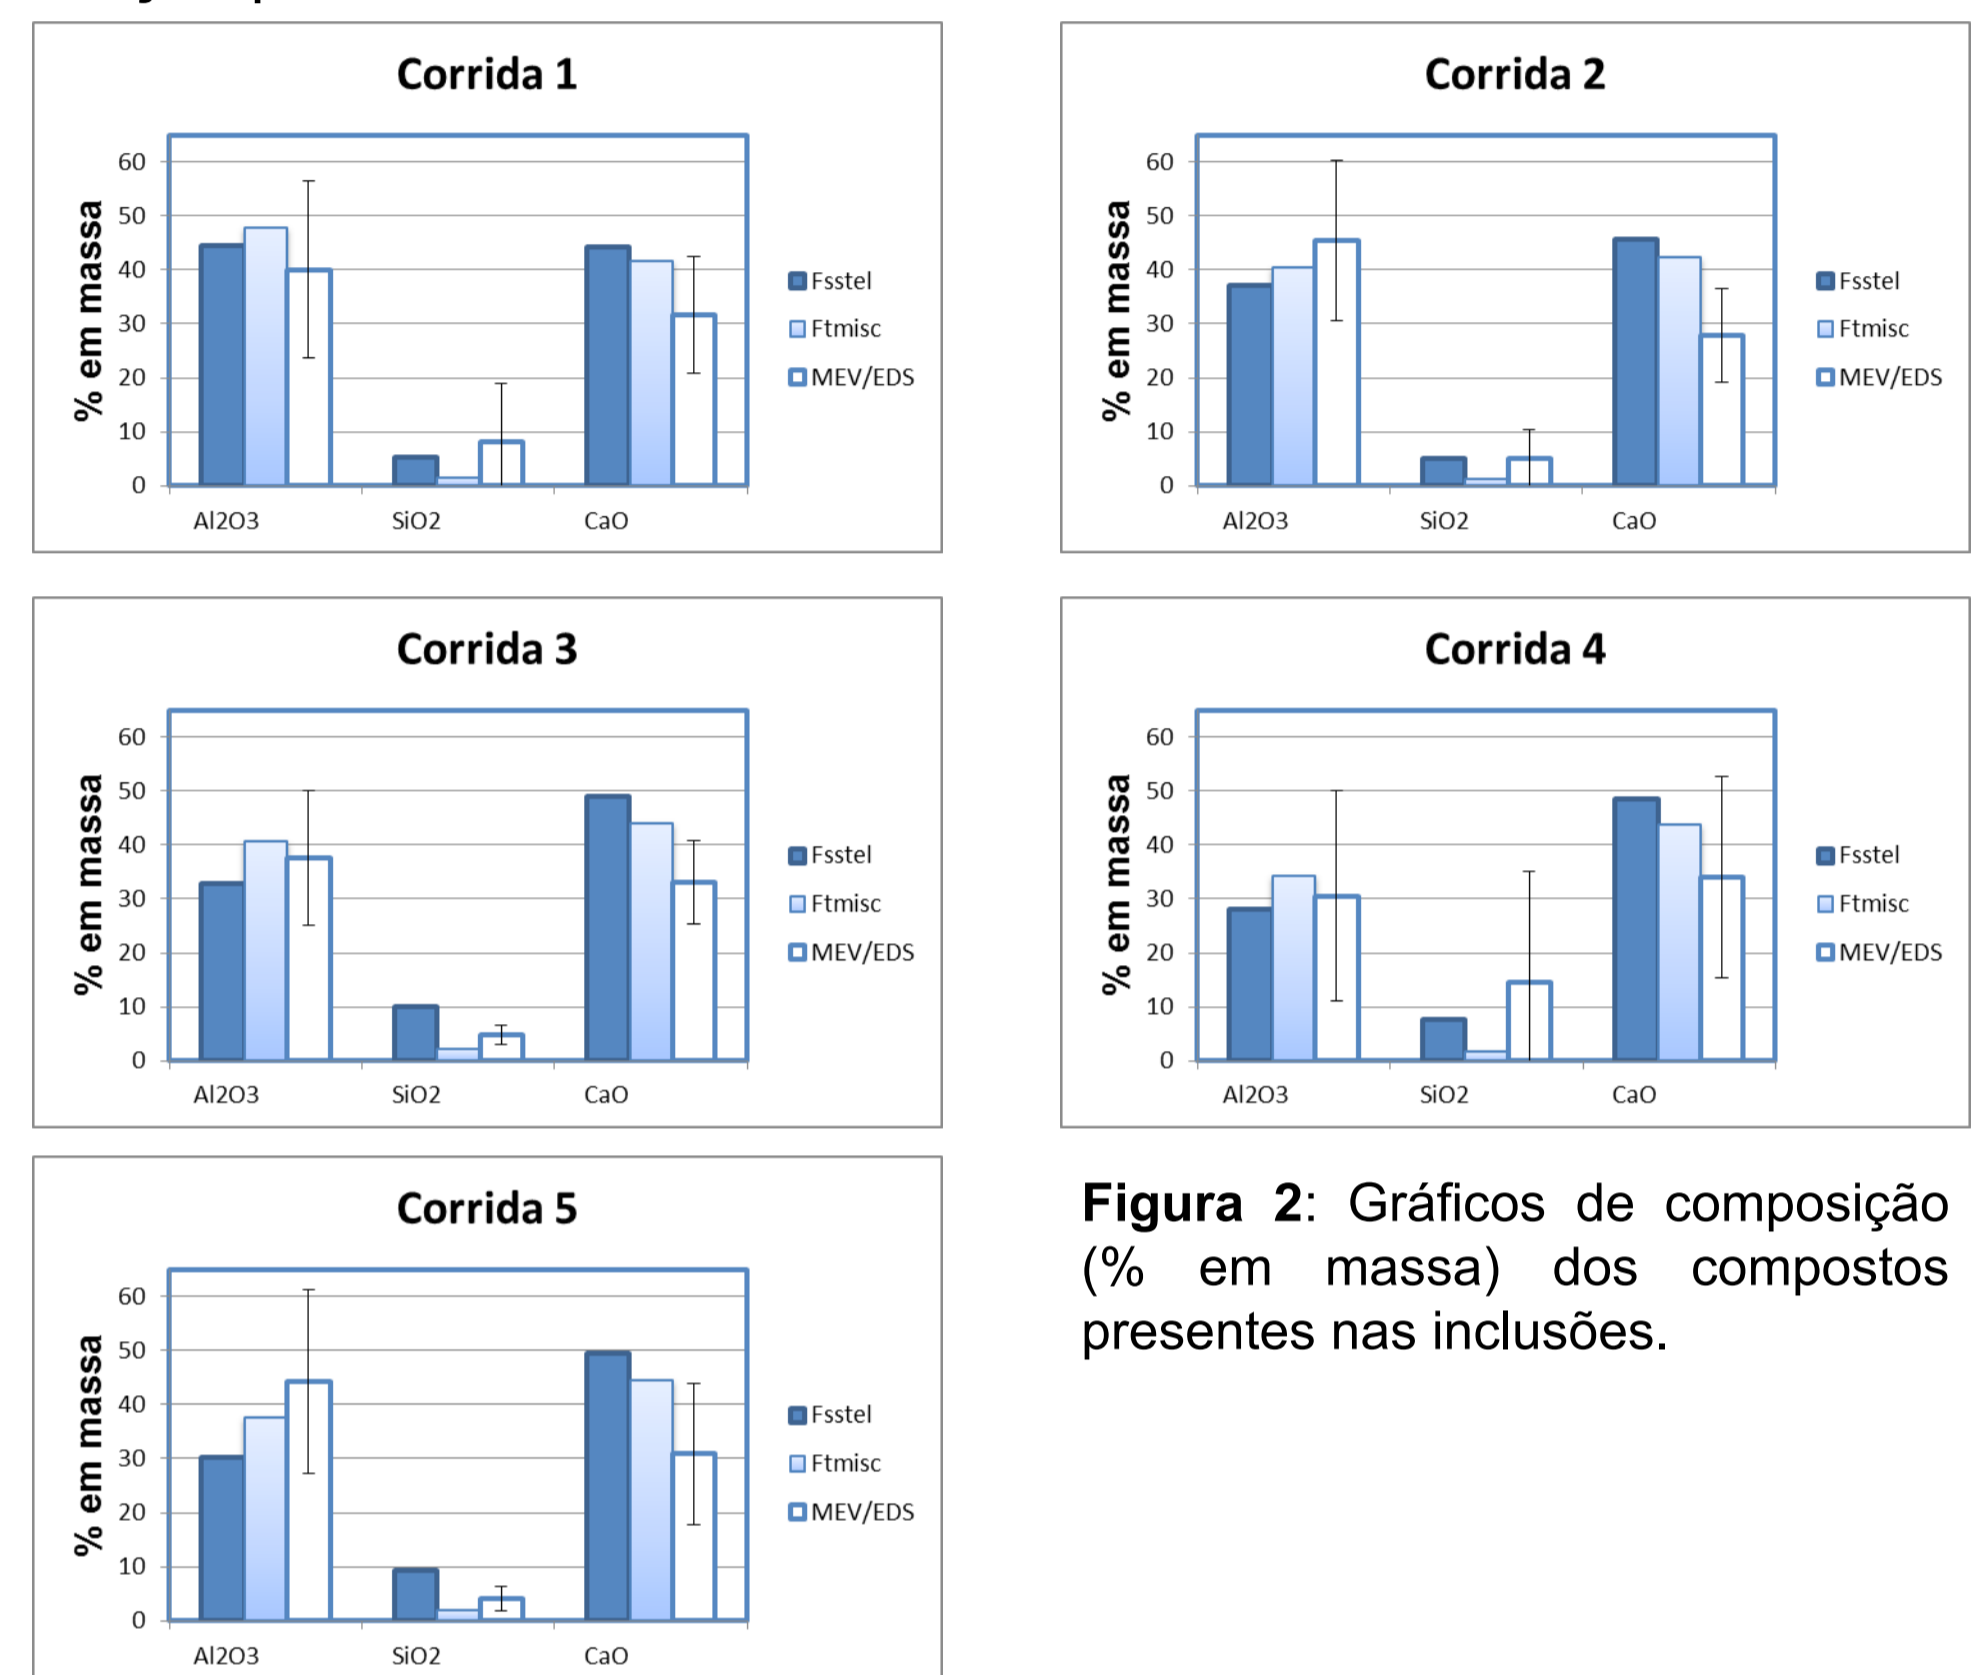 Corrida 1
% em massa
60
50
40
30
20
10
0
Al2O3 SiO2 CaO
Fsstel
Ftmisc
MEV/EDS
Corrida 2
% em massa
60
50
40
30
20
10
0
Al2O3 SiO2 CaO
Fsstel
Ftmisc
MEV/EDS
Corrida 3
% em massa
60
50
40
30
20
10
0
Al2O3 SiO2 CaO
Fsstel
Ftmisc
MEV/EDS
Corrida 4
% em massa
60
50
40
30
20
10
0
Al2O3 SiO2 CaO
Fsstel
Ftmisc
MEV/EDS
Corrida 5
% em massa
60
50
40
30
20
10
0
Al2O3 SiO2 CaO
Fsstel
Ftmisc
MEV/EDS
Figura 2: Gráficos de composição
(% em massa) dos compostos
presentes nas inclusões.